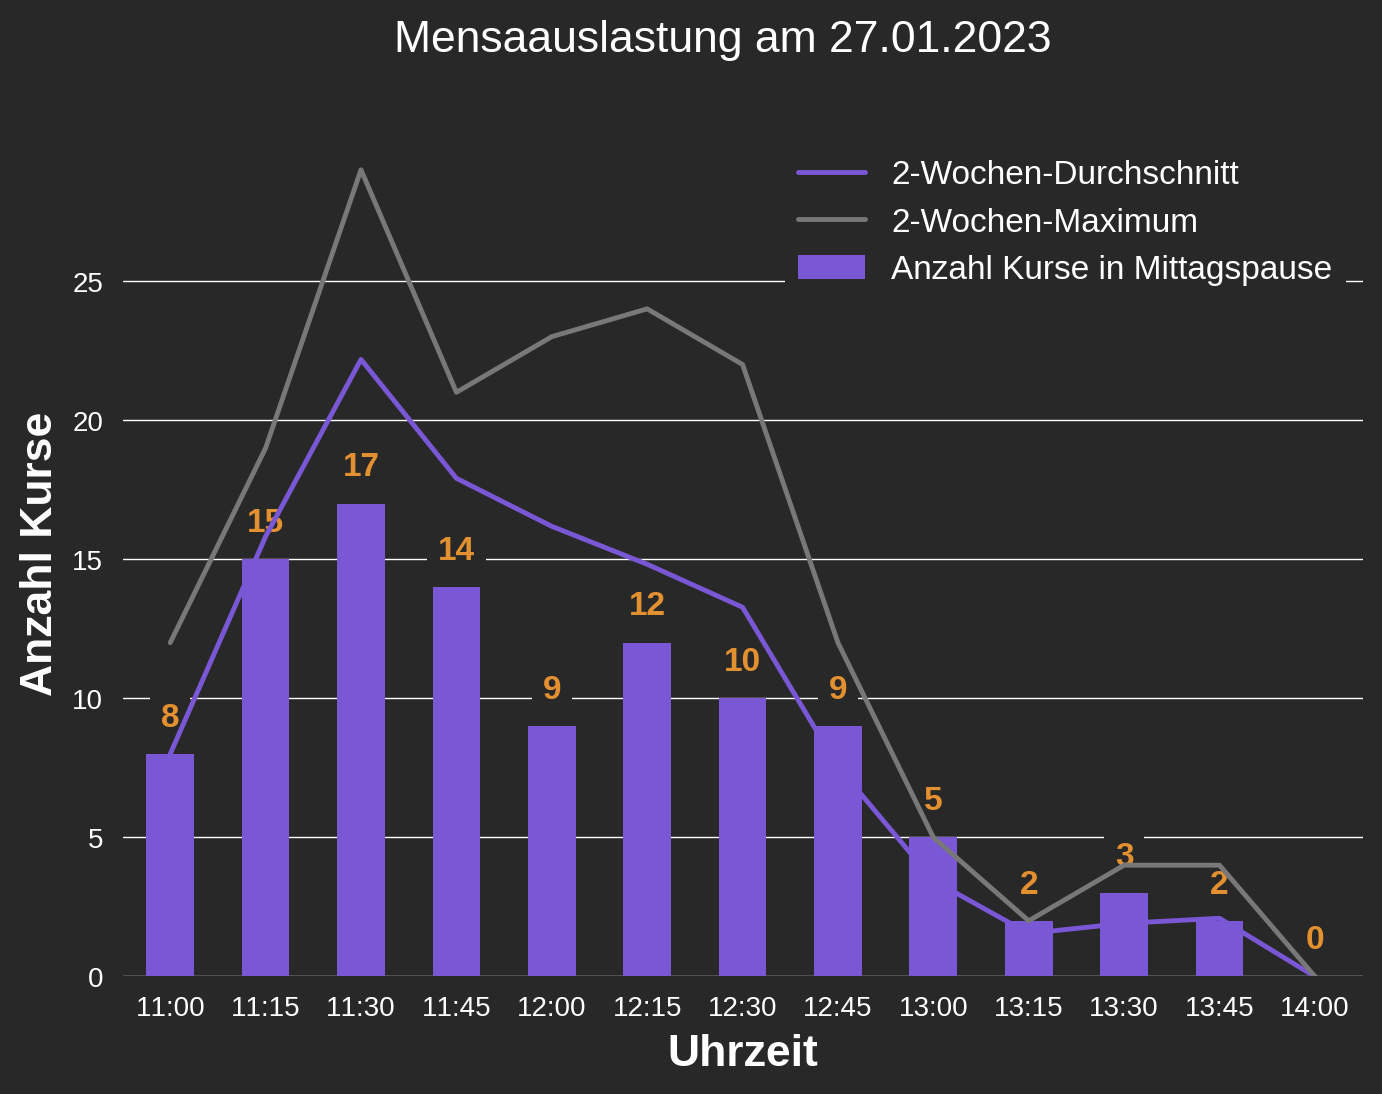 Mensaauslastung am 27.01.2023
2-Wochen-Durchschnitt
2-Wochen-Maximum
Anzahl Kurse in Mittagspause
Anzahl Kurse
25
20
15
10
5
0
8
15
17
14
9
12
10
9
5
2
3
2
0
11:00 11:15 11:30 11:45 12:00 12:15 12:30 12:45 13:00 13:15 13:30 13:45 14:00
Uhrzeit